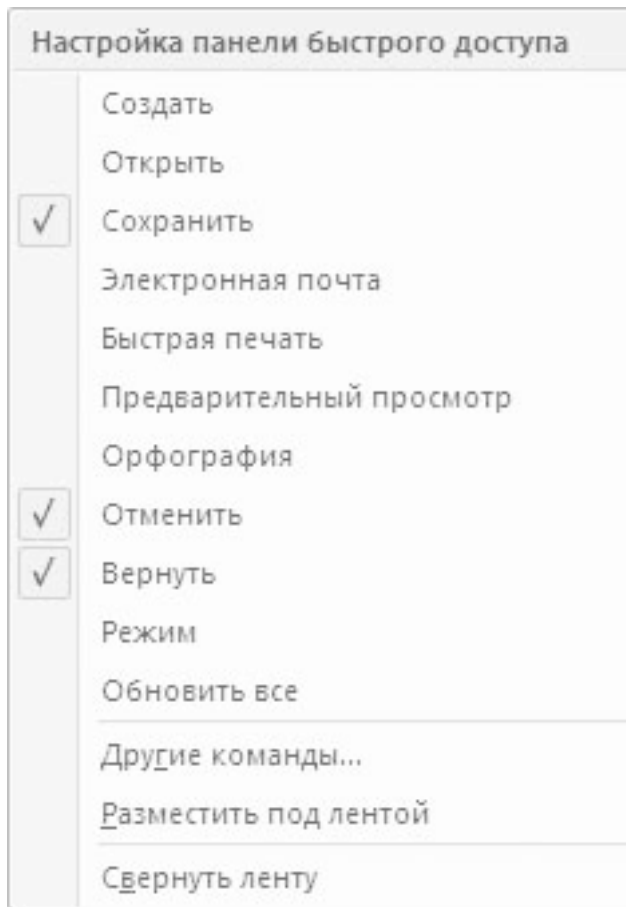 Настройка панели быстрого доступа
Создать
Открыть
Сохранить
Электронная почта
Быстрая печать
Предварительный просмотр
Орфография
Отменить
Вернуть
Режим
Обновить все
Другие команды...
Разместить под лентой
Свернуть ленту